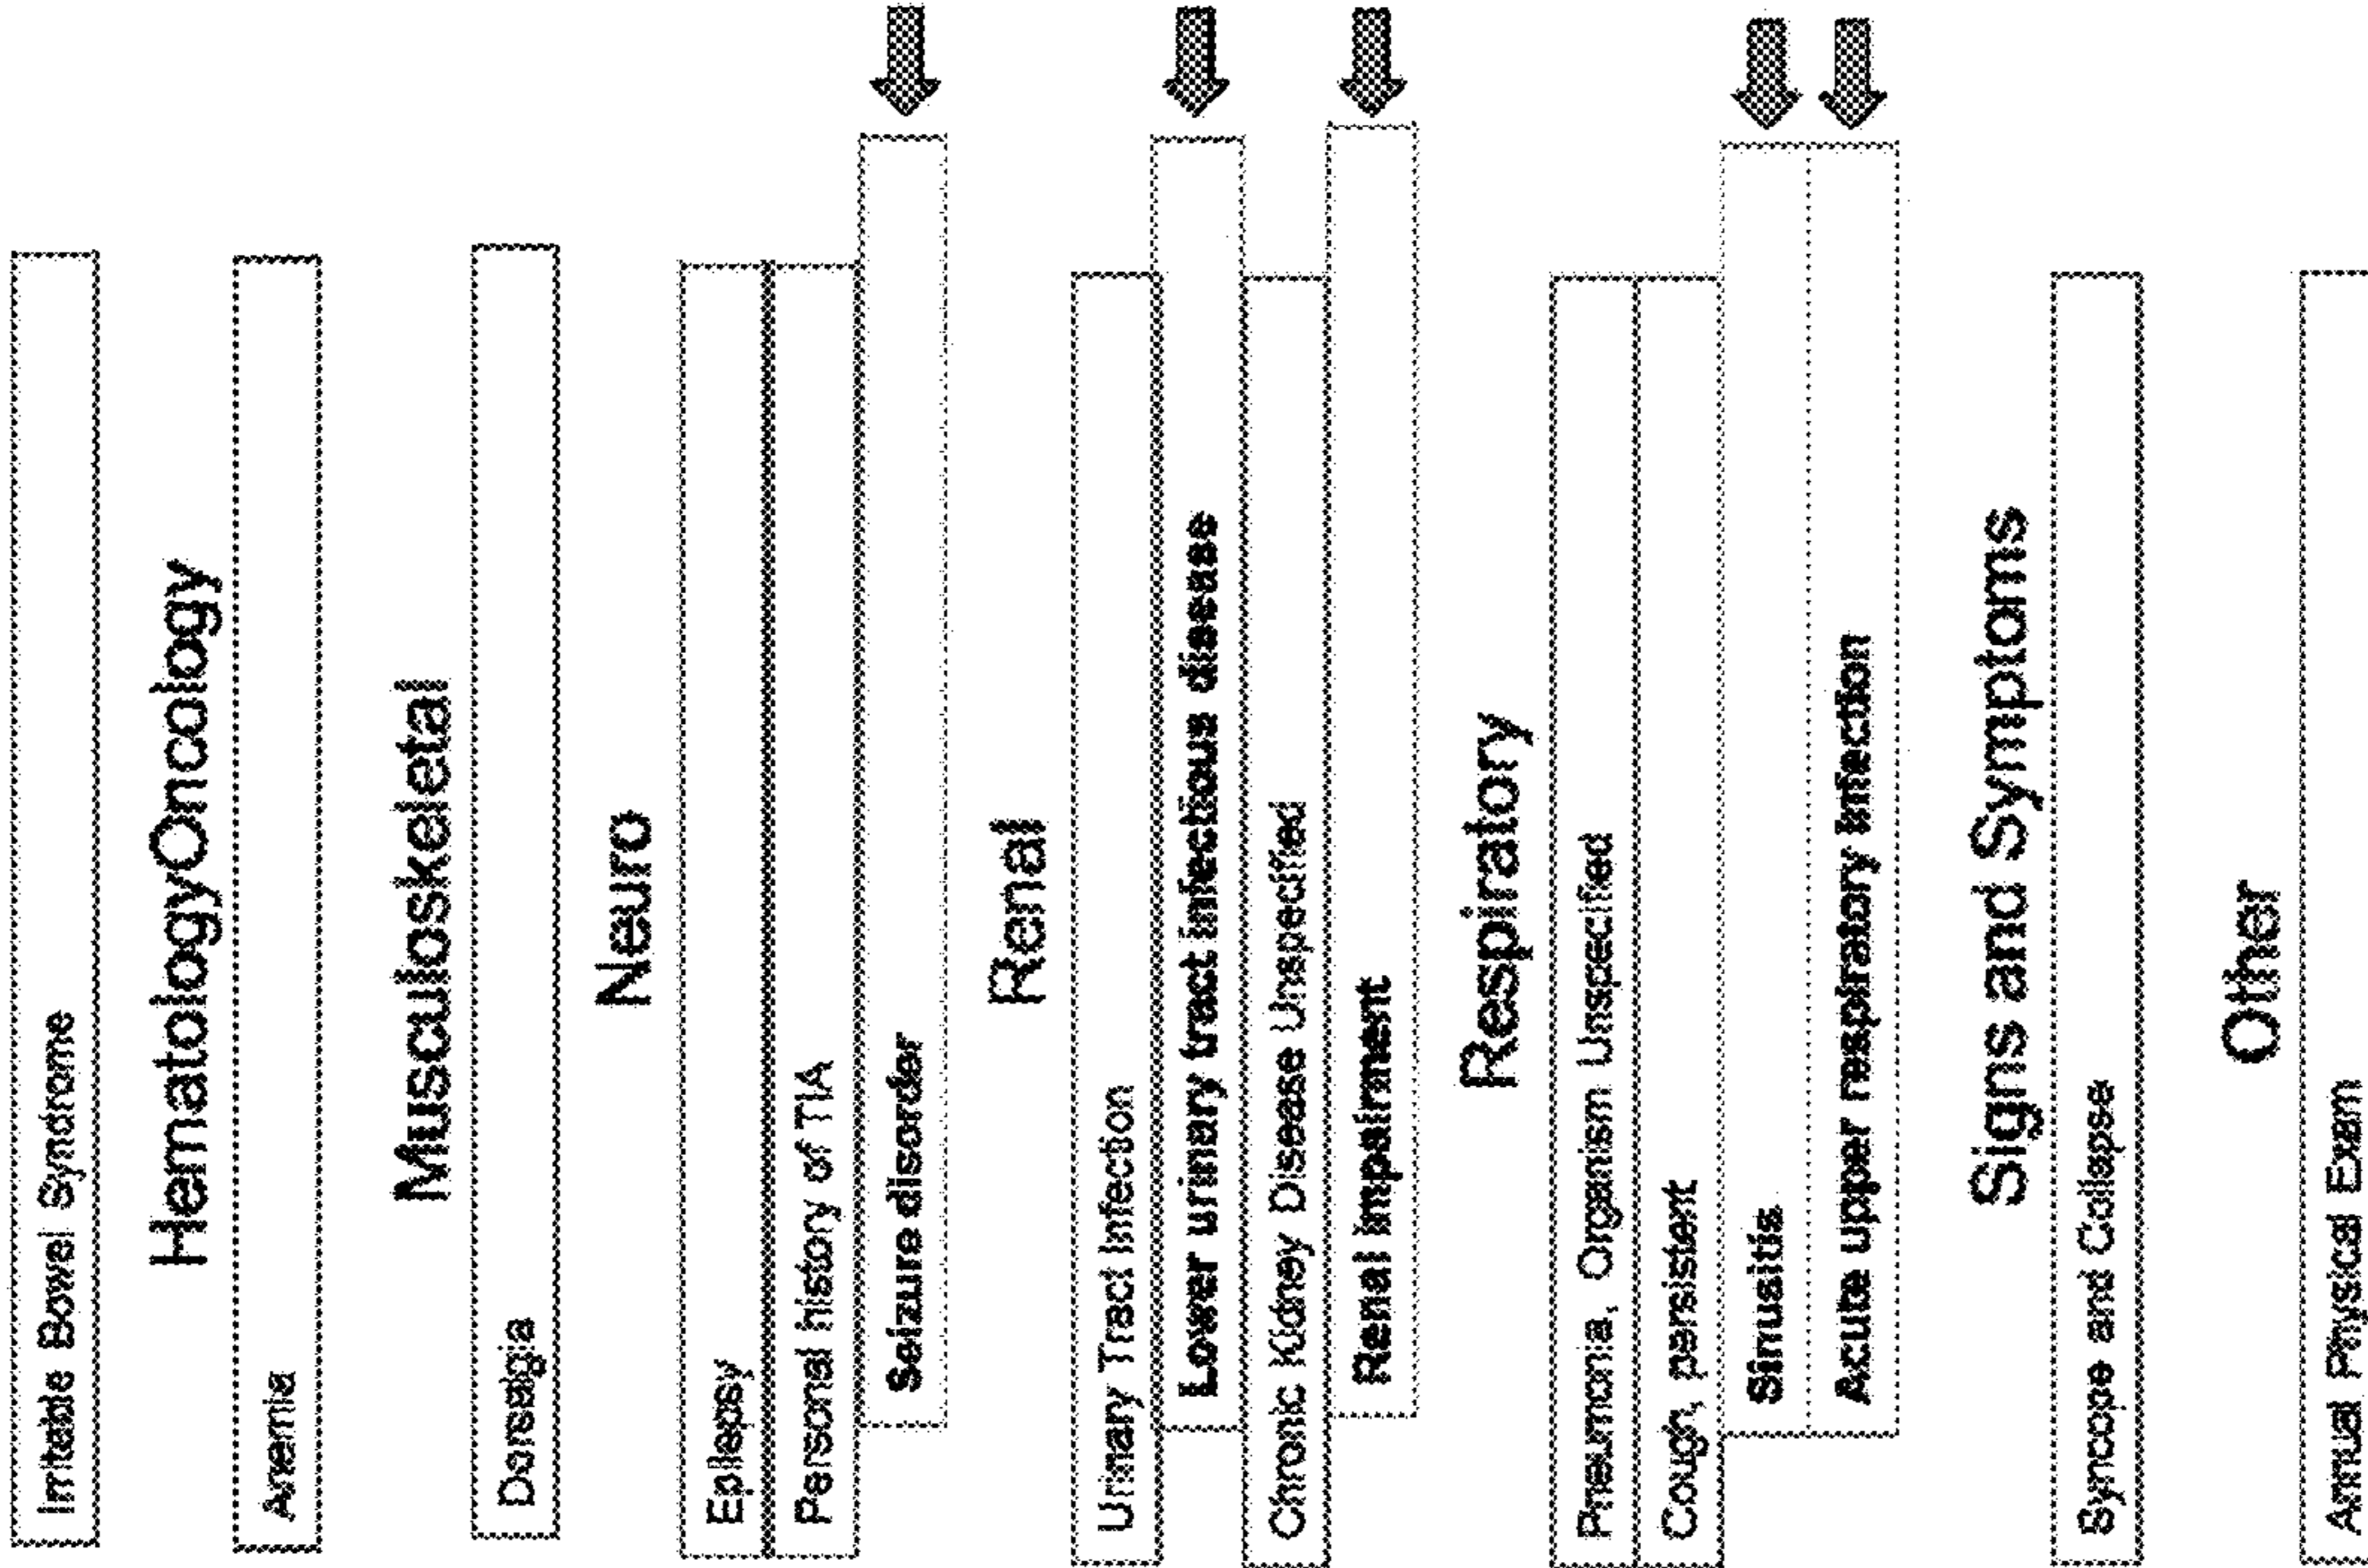 Irritable Bowel Syndrome
HematologyOncology
Anemia
Musculoskeletal
Dorsalgia
Neuro
Epilepsy
Personal history of TIA
Seizure disorder
Renal
Urinary Tract Infection
Lower urinary tract infectious disease
Chronic Kidney Disease Unspecified
Renal impairment
Respiratory
Pneumonia, Organism Unspecified
Cough, persistent
Sinusitis
Acute upper respiratory infection
Signs and Symptoms
Syncope and Collapse
Other
Annual Physical Exam